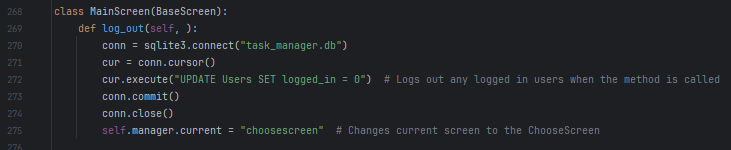 268 class MainScreen(BaseScreen):
269 def log_out(self, ):
270 conn = sqlite3.connect("task_manager.db")
271 cur = conn.cursor()
272 cur.execute("UPDATE Users SET logged_in = 0")  # Logs out any logged in users when the method is called
273 conn.commit()
274 conn.close()
275 self.manager.current = "choosescreen"  # Changes current screen to the ChooseScreen
276